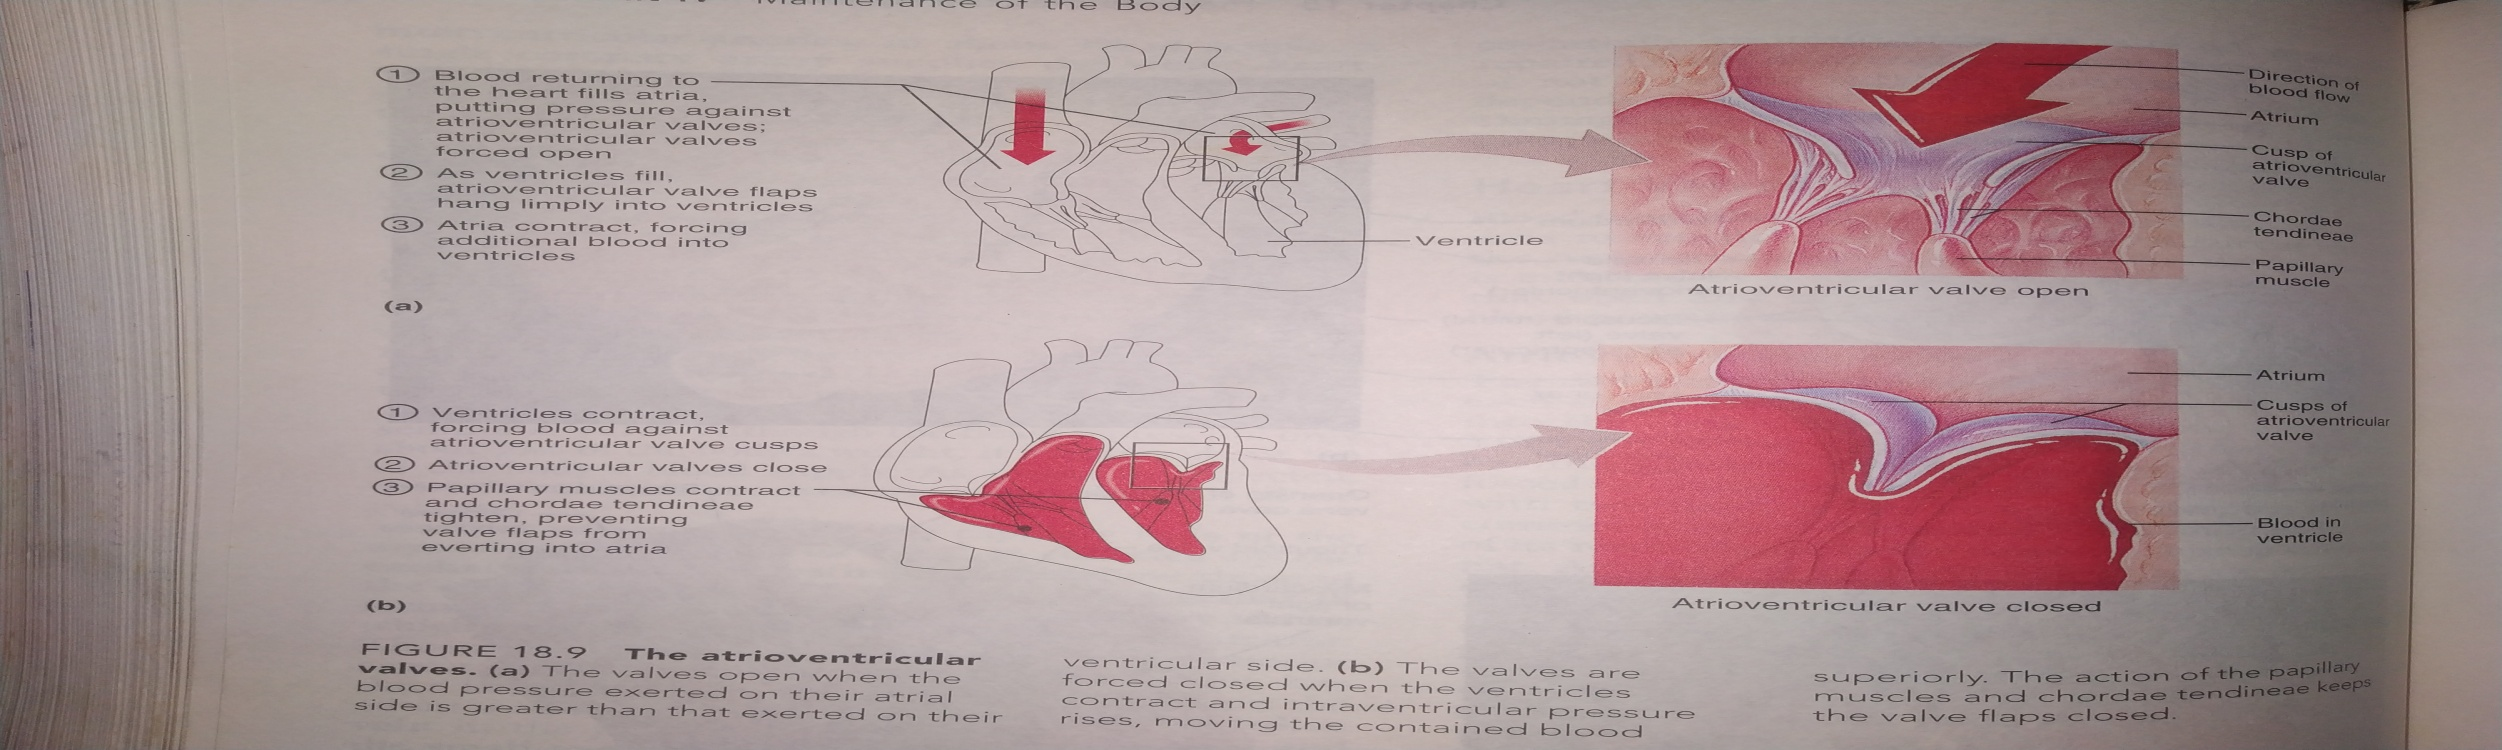 Maintenance of the Body
1 Blood returning to
the heart fills atria,
putting pressure against
atrioventricular valves;
atrioventricular valves
forced open
2 As ventricles fill,
atrioventricular valve flaps
hang limply into ventricles
3 Atria contract, forcing
additional blood into
ventricles
(a)
Ventricle
Direction of
blood flow
Atrium
Cusp of
atrioventricular
valve
Chordae
tendineae
Papillary
muscle
Atrioventricular valve open
1 Ventricles contract,
forcing blood against
atrioventricular valve cusps
2 Atrioventricular valves close
3 Papillary muscles contract
and chordae tendineae
tighten, preventing
valve flaps from
everting into atria
(b)
Atrium
Cusps of
atrioventricular
valve
Blood in
ventricle
Atrioventricular valve closed
FIGURE 18.9 The atrioventricular
valves. (a) The valves open when the
blood pressure exerted on their atrial
side is greater than that exerted on their
ventricular side. (b) The valves are
forced closed when the ventricles
contract and intraventricular pressure
rises, moving the contained blood
superiorly. The action of the papillary
muscles and chordae tendineae keeps
the valve flaps closed.